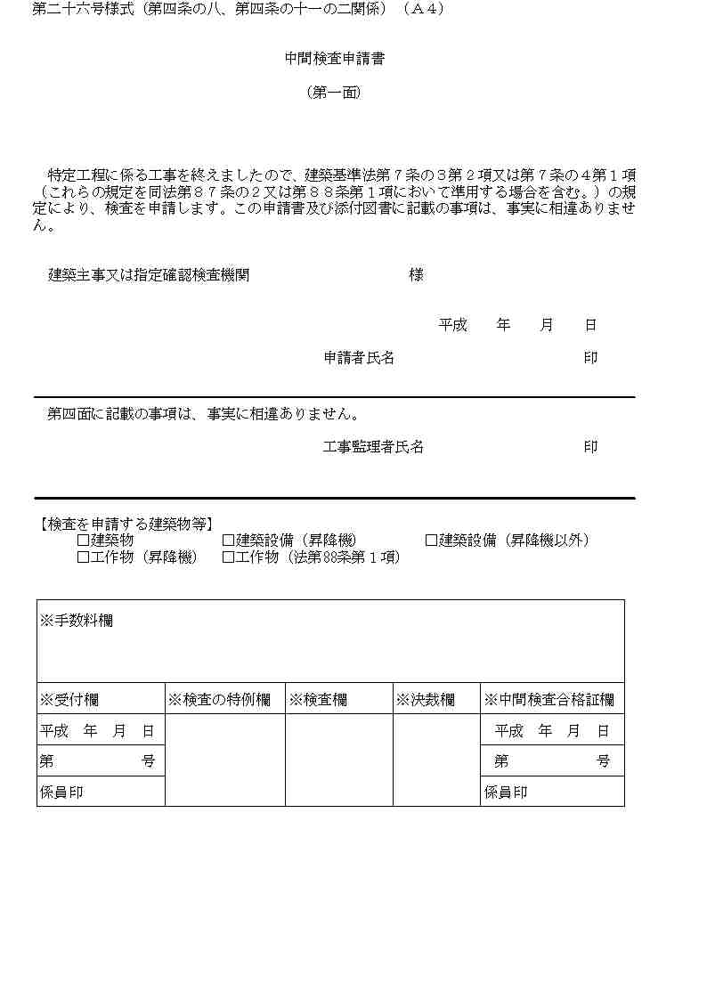 第二十六号様式（第四条の八、第四条の十一の二関係）（Ａ４）
中間検査申請書
（第一面）
特定工程に係る工事を終えましたので、建築基準法第７条の３第２項又は第７条の４第１項
（これらの規定を同法第８７条の２又は第８８条第１項において準用する場合を含む。）の規
定により、検査を申請します。この申請書及び添付図書に記載の事項は、事実に相違ありませ
ん。
建築主事又は指定確認検査機関　　　　　　　　　　　様
平成　　年　　月　　日
申請者氏名　　　　　　　　　　　　　印
第四面に記載の事項は、事実に相違ありません。
工事監理者氏名　　　　　　　　　　　印
【検査を申請する建築物等】
□建築物　　　　　　□建築設備（昇降機）　　　　　□建築設備（昇降機以外）
□工作物（昇降機）　□工作物（法第88条第１項）
※手数料欄
※受付欄　※検査の特例欄　※検査欄　※決裁欄　※中間検査合格証欄
平成　年　月　日　　平成　年　月　日
第　　　　　　号　　第　　　　　　号
係員印　　係員印